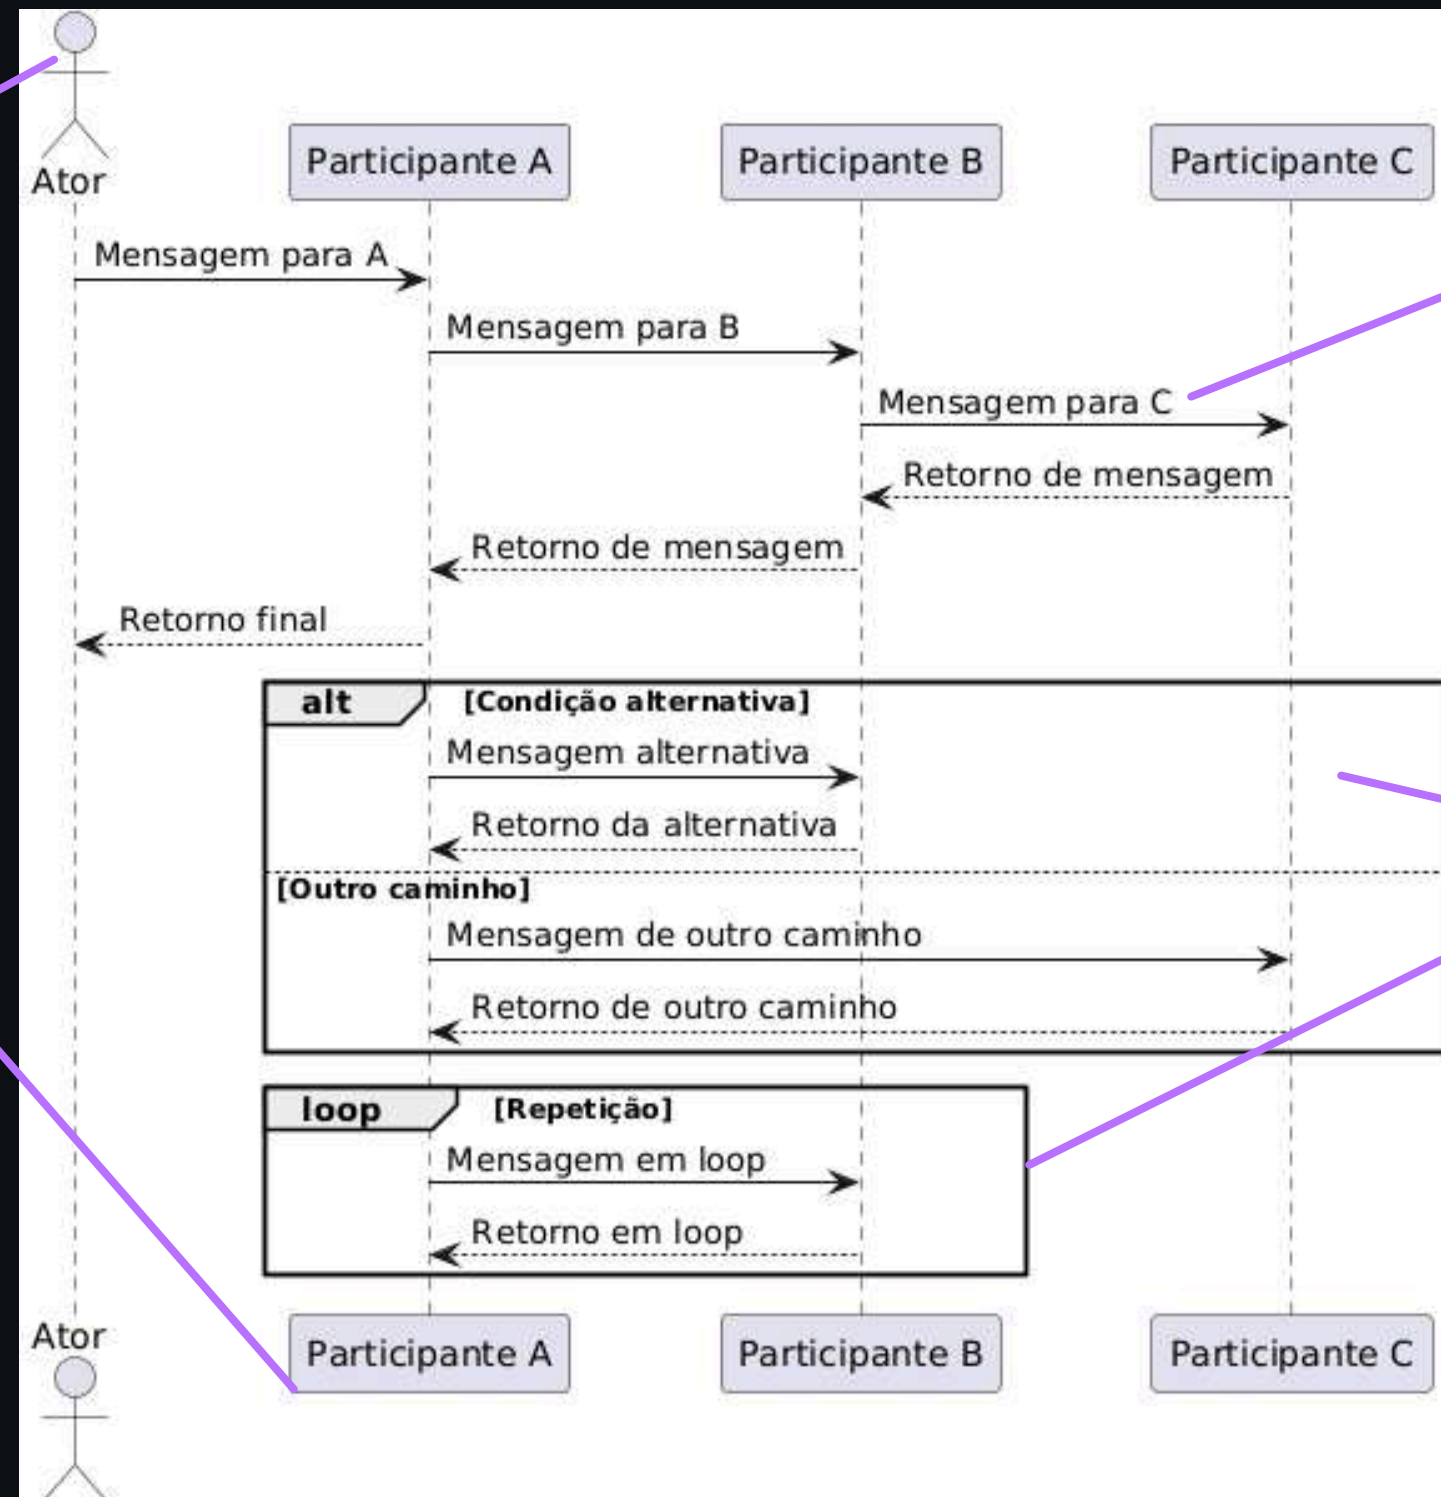 Ator
Participante A
Participante B
Participante C
Mensagem para A
Mensagem para B
Mensagem para C
Retorno de mensagem
Retorno de mensagem
Retorno final
alt [Condição alternativa]
Mensagem alternativa
Retorno da alternativa
[Outro caminho]
Mensagem de outro caminho
Retorno de outro caminho
loop [Repetição]
Mensagem em loop
Retorno em loop
Ator
Participante A
Participante B
Participante C